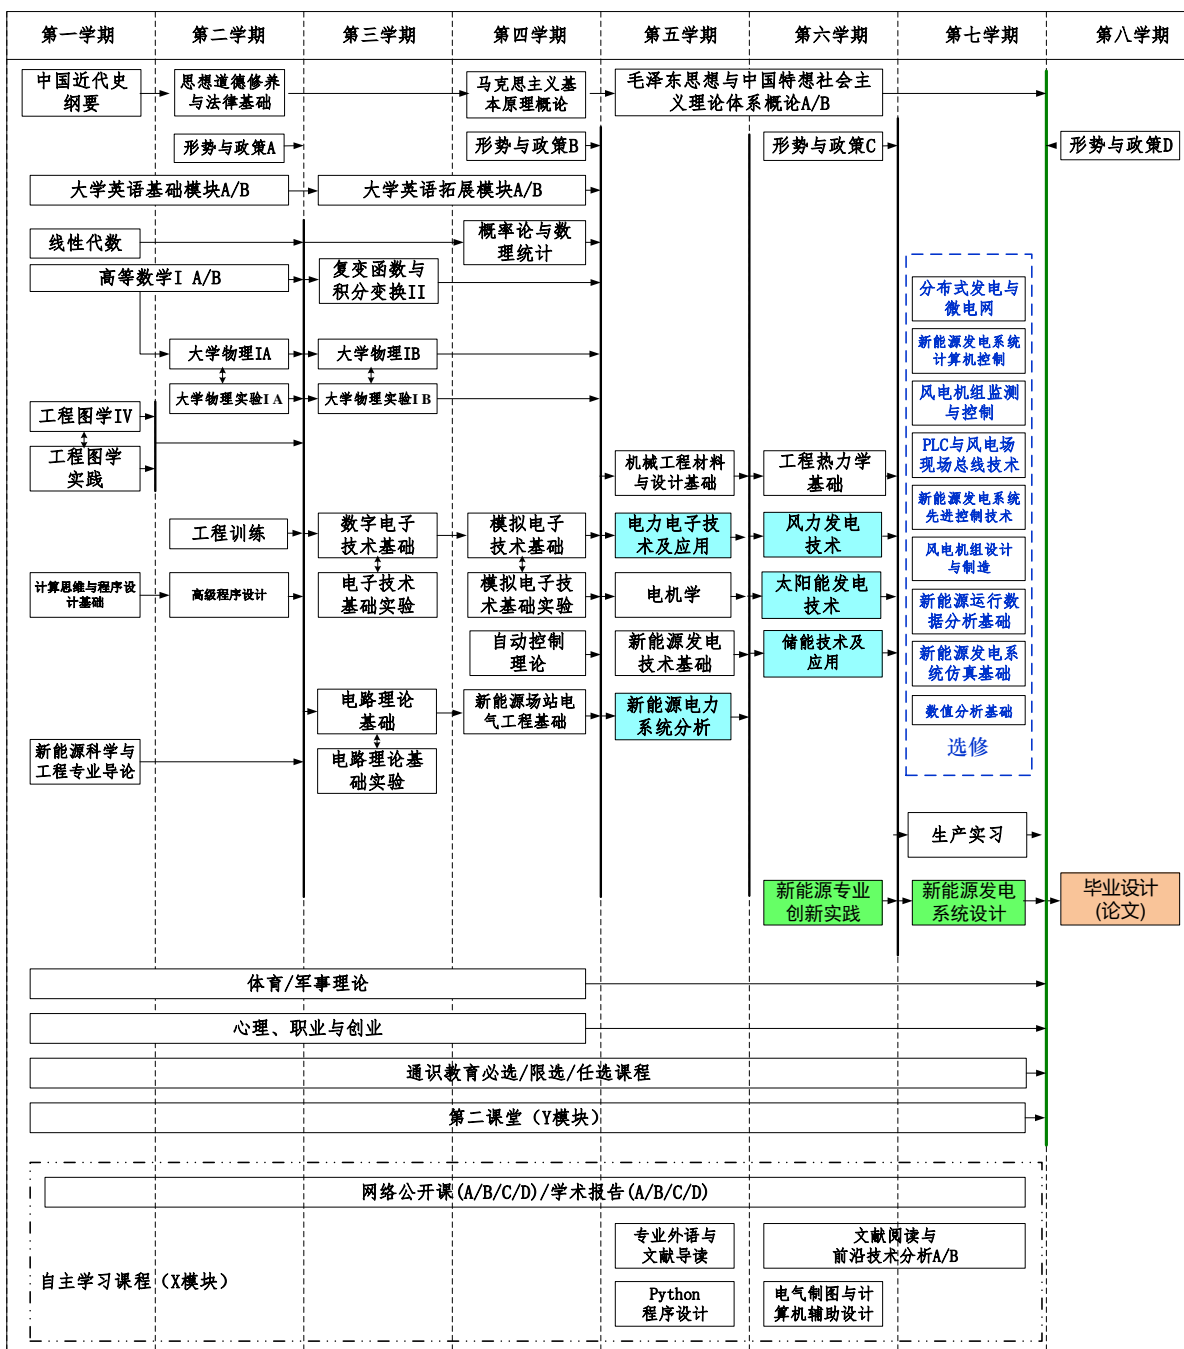 第一学期
第二学期
第三学期
第四学期
第五学期
第六学期
第七学期
第八学期
中国近代史
纲要
思想道德修养
与法律基础
马克思主义基
本原理概论
毛泽东思想与中国特想社会主
义理论体系概论A/B
形势与政策A
形势与政策B
形势与政策C
形势与政策D
大学英语基础模块A/B
大学英语拓展模块A/B
线性代数
概率论与数
理统计
高等数学I A/B
复变函数与
积分变换II
大学物理IA
大学物理IB
大学物理实验I A
大学物理实验I B
工程图学IV
工程图学
实践
机械工程材料
与设计基础
工程热力学
基础
工程训练
数字电子
技术基础
模拟电子
技术基础
电力电子技
术及应用
风力发电
技术
计算思维与程序设
计基础
高级程序设计
电子技术
基础实验
模拟电子技
术基础实验
电机学
太阳能发电
技术
自动控制
理论
新能源发电
技术基础
储能技术及
应用
电路理论
基础
新能源场站电
气工程基础
新能源电力
系统分析
新能源科学与
工程专业导论
电路理论基
础实验
分布式发电与
微电网
新能源发电系统
计算机控制
风电机组监测
与控制
PLC与风电场
现场总线技术
新能源发电系统
先进控制技术
风电机组设计
与制造
新能源运行数
据分析基础
新能源发电系
统仿真基础
数值分析基础
选修
生产实习
新能源专业
创新实践
新能源发电
系统设计
毕业设计
(论文)
体育/军事理论
心理、职业与创业
通识教育必选/限选/任选课程
第二课堂（Y模块）
网络公开课(A/B/C/D)/学术报告(A/B/C/D)
专业外语与
文献导读
文献阅读与
前沿技术分析A/B
自主学习课程（X模块）
Python
程序设计
电气制图与计
算机辅助设计